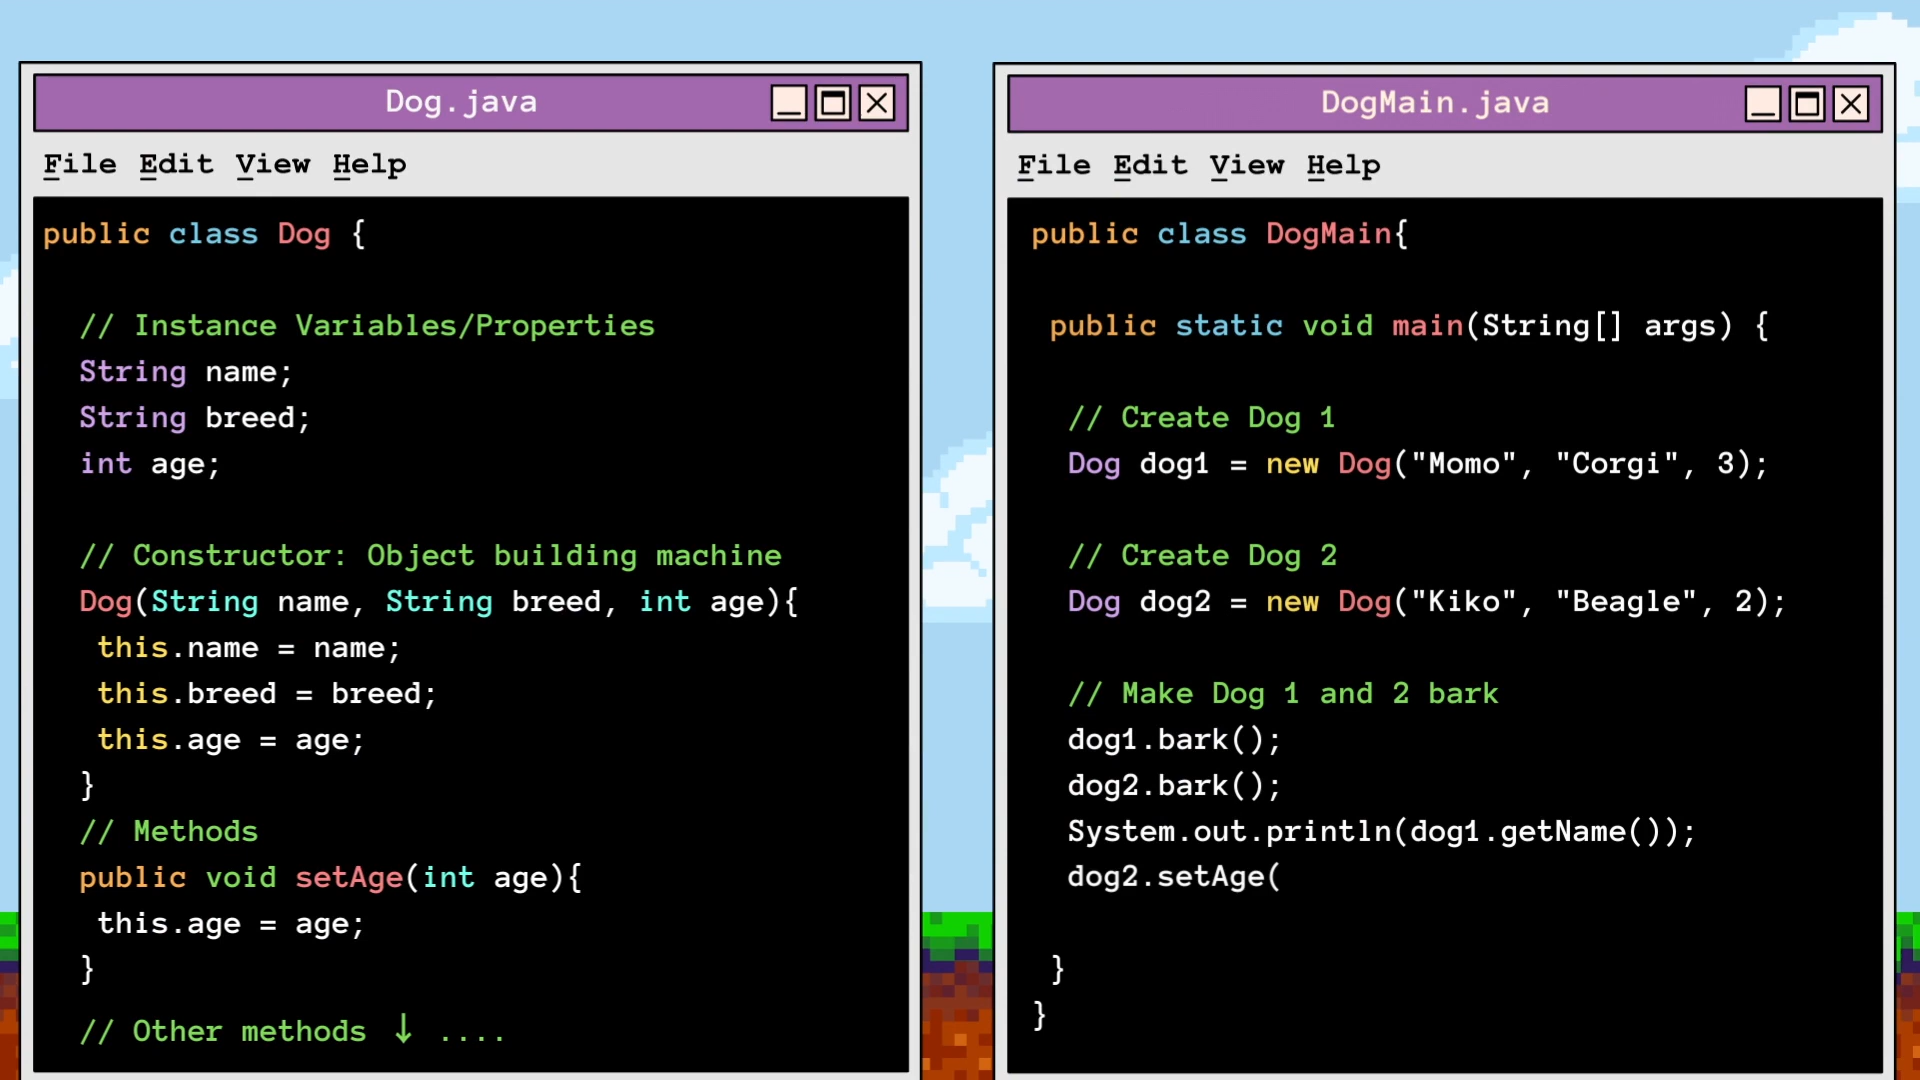 Dog.java
File Edit View Help
public class Dog {
// Instance Variables/Properties
String name;
String breed;
int age;
// Constructor: Object building machine
Dog(String name, String breed, int age){
this.name = name;
this.breed = breed;
this.age = age;
}
// Methods
public void setAge(int age){
this.age = age;
}
// Other methods ↓ ....
DogMain.java
File Edit View Help
public class DogMain{
public static void main(String[] args) {
// Create Dog 1
Dog dog1 = new Dog("Momo", "Corgi", 3);
// Create Dog 2
Dog dog2 = new Dog("Kiko", "Beagle", 2);
// Make Dog 1 and 2 bark
dog1.bark();
dog2.bark();
System.out.println(dog1.getName());
dog2.setAge(
}
}